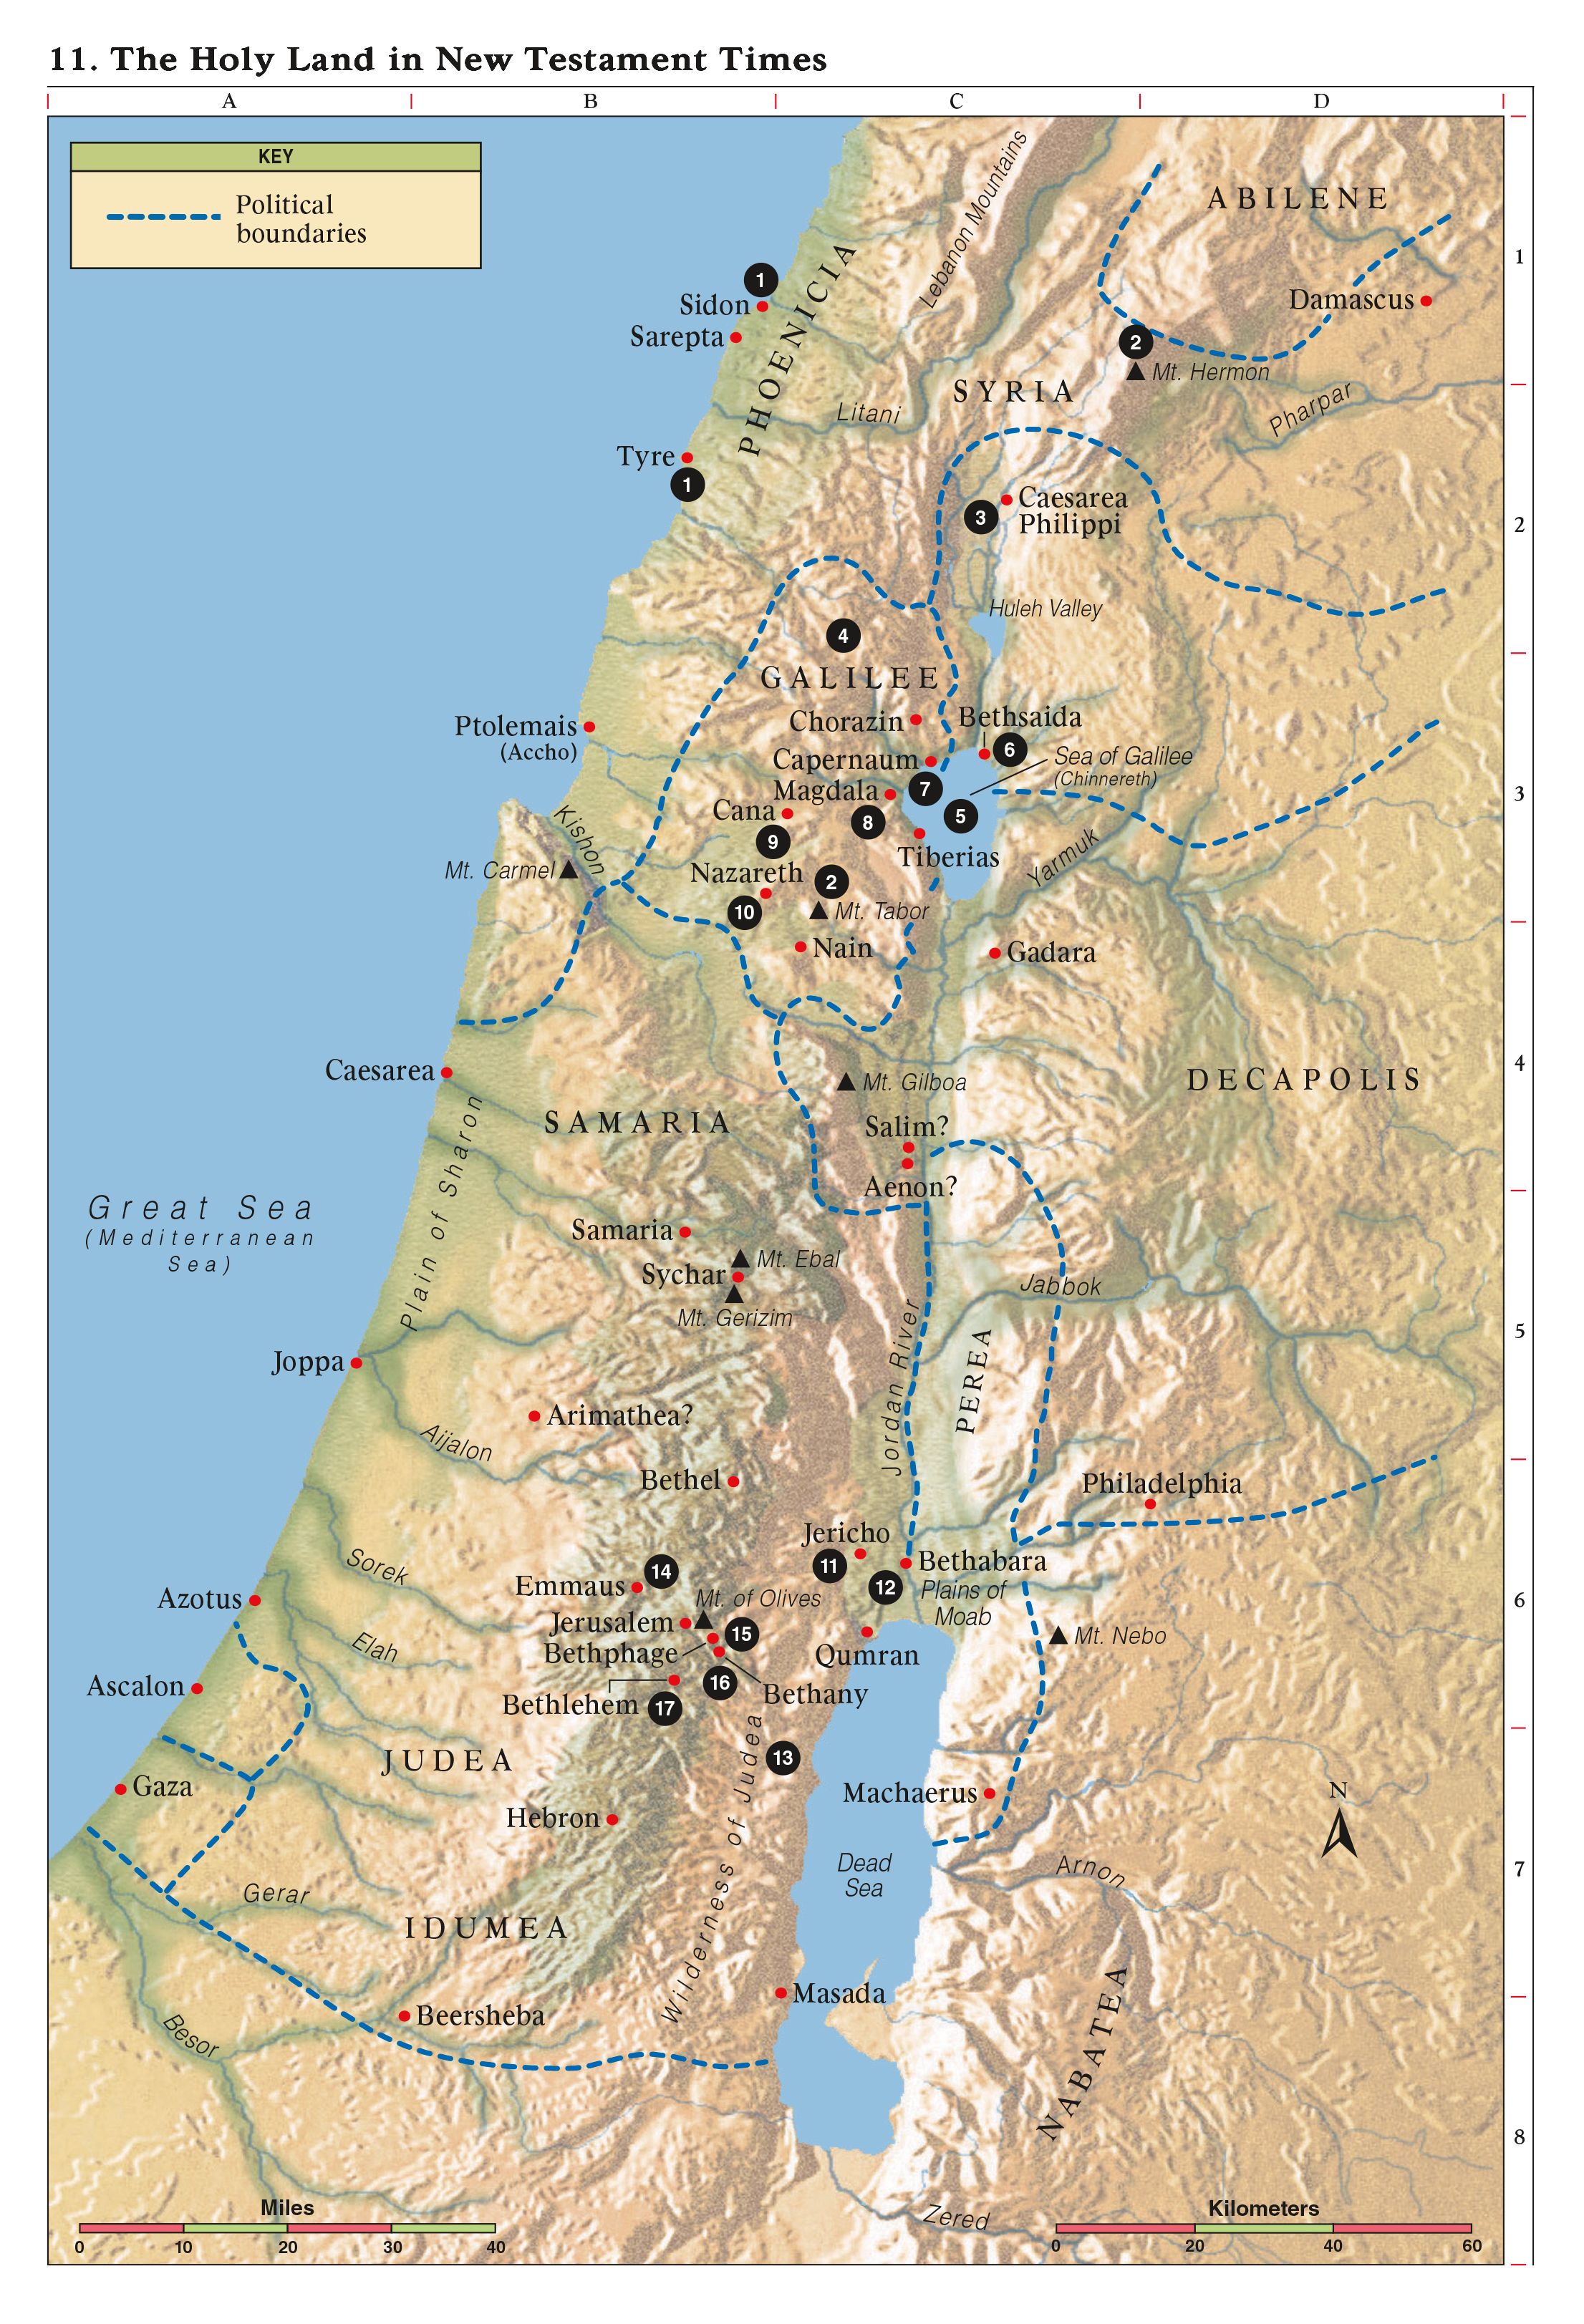 11. The Holy Land in New Testament Times
A
B
C
D
KEY
Political
boundaries
Lebanon Mountains
ABILENE
1
1
Sidon
Damascus
Sarepta
PHOENICIA
2
Mt. Hermon
SYRIA
Litani
Pharpar
Tyre
1
Caesarea
Philippi
3
2
Huleh Valley
4
GALILEE
Chorazin
Bethsaida
Ptolemais
(Accho)
6
Capernaum
Sea of Galilee
(Chinnereth)
7
Magdala
3
Cana
8
5
Kishon
9
Tiberias
Yarmuk
Mt. Carmel
Nazareth
2
10
Mt. Tabor
Nain
Gadara
Caesarea
4
Mt. Gilboa
DECAPOLIS
SAMARIA
Salim?
Plain of Sharon
Aenon?
Great Sea
(Mediterranean
Sea)
Samaria
Mt. Ebal
Sychar
Jabbok
Mt. Gerizim
5
Joppa
Jordan River
PEREA
Arimathea?
Aijalon
Bethel
Philadelphia
Jericho
Sorek
14
11
Bethabara
Emmaus
12
Plains of
Moab
Azotus
Mt. of Olives
6
Jerusalem
15
Mt. Nebo
Elah
Bethphage
Qumran
Ascalon
16
Bethany
Bethlehem
17
JUDEA
13
Gaza
Machaerus
N
Hebron
Wilderness of Judea
Dead
Sea
Arnon
7
Gerar
IDUMEA
Masada
Beersheba
NABATEA
Besor
8
Miles
0
10
20
30
40
Zered
Kilometers
0
20
40
60